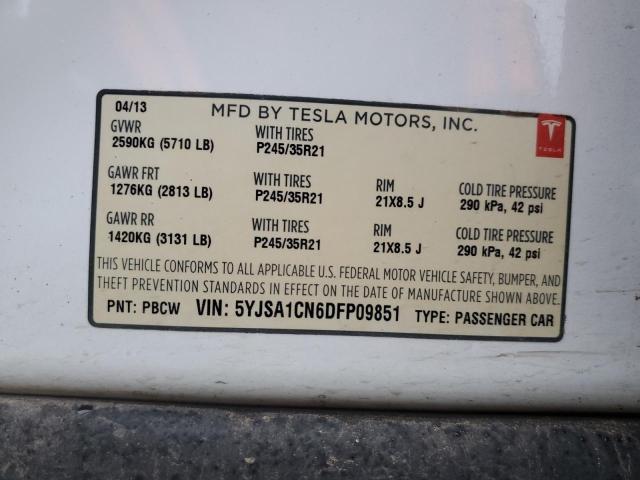 04/13 MFD BY TESLA MOTORS, INC.
GVWR WITH TIRES
2590KG (5710 LB) P245/35R21
TESLA
GAWR FRT WITH TIRES RIM COLD TIRE PRESSURE
1276KG (2813 LB) P245/35R21 21X8.5 J 290 kPa, 42 psi
GAWR RR WITH TIRES RIM COLD TIRE PRESSURE
1420KG (3131 LB) P245/35R21 21X8.5 J 290 kPa, 42 psi
THIS VEHICLE CONFORMS TO ALL APPLICABLE U.S. FEDERAL MOTOR VEHICLE SAFETY, BUMPER, AND
THEFT PREVENTION STANDARDS IN EFFECT ON THE DATE OF MANUFACTURE SHOWN ABOVE.
PNT: PBCW VIN: 5YJSA1CN6DFP09851 TYPE: PASSENGER CAR